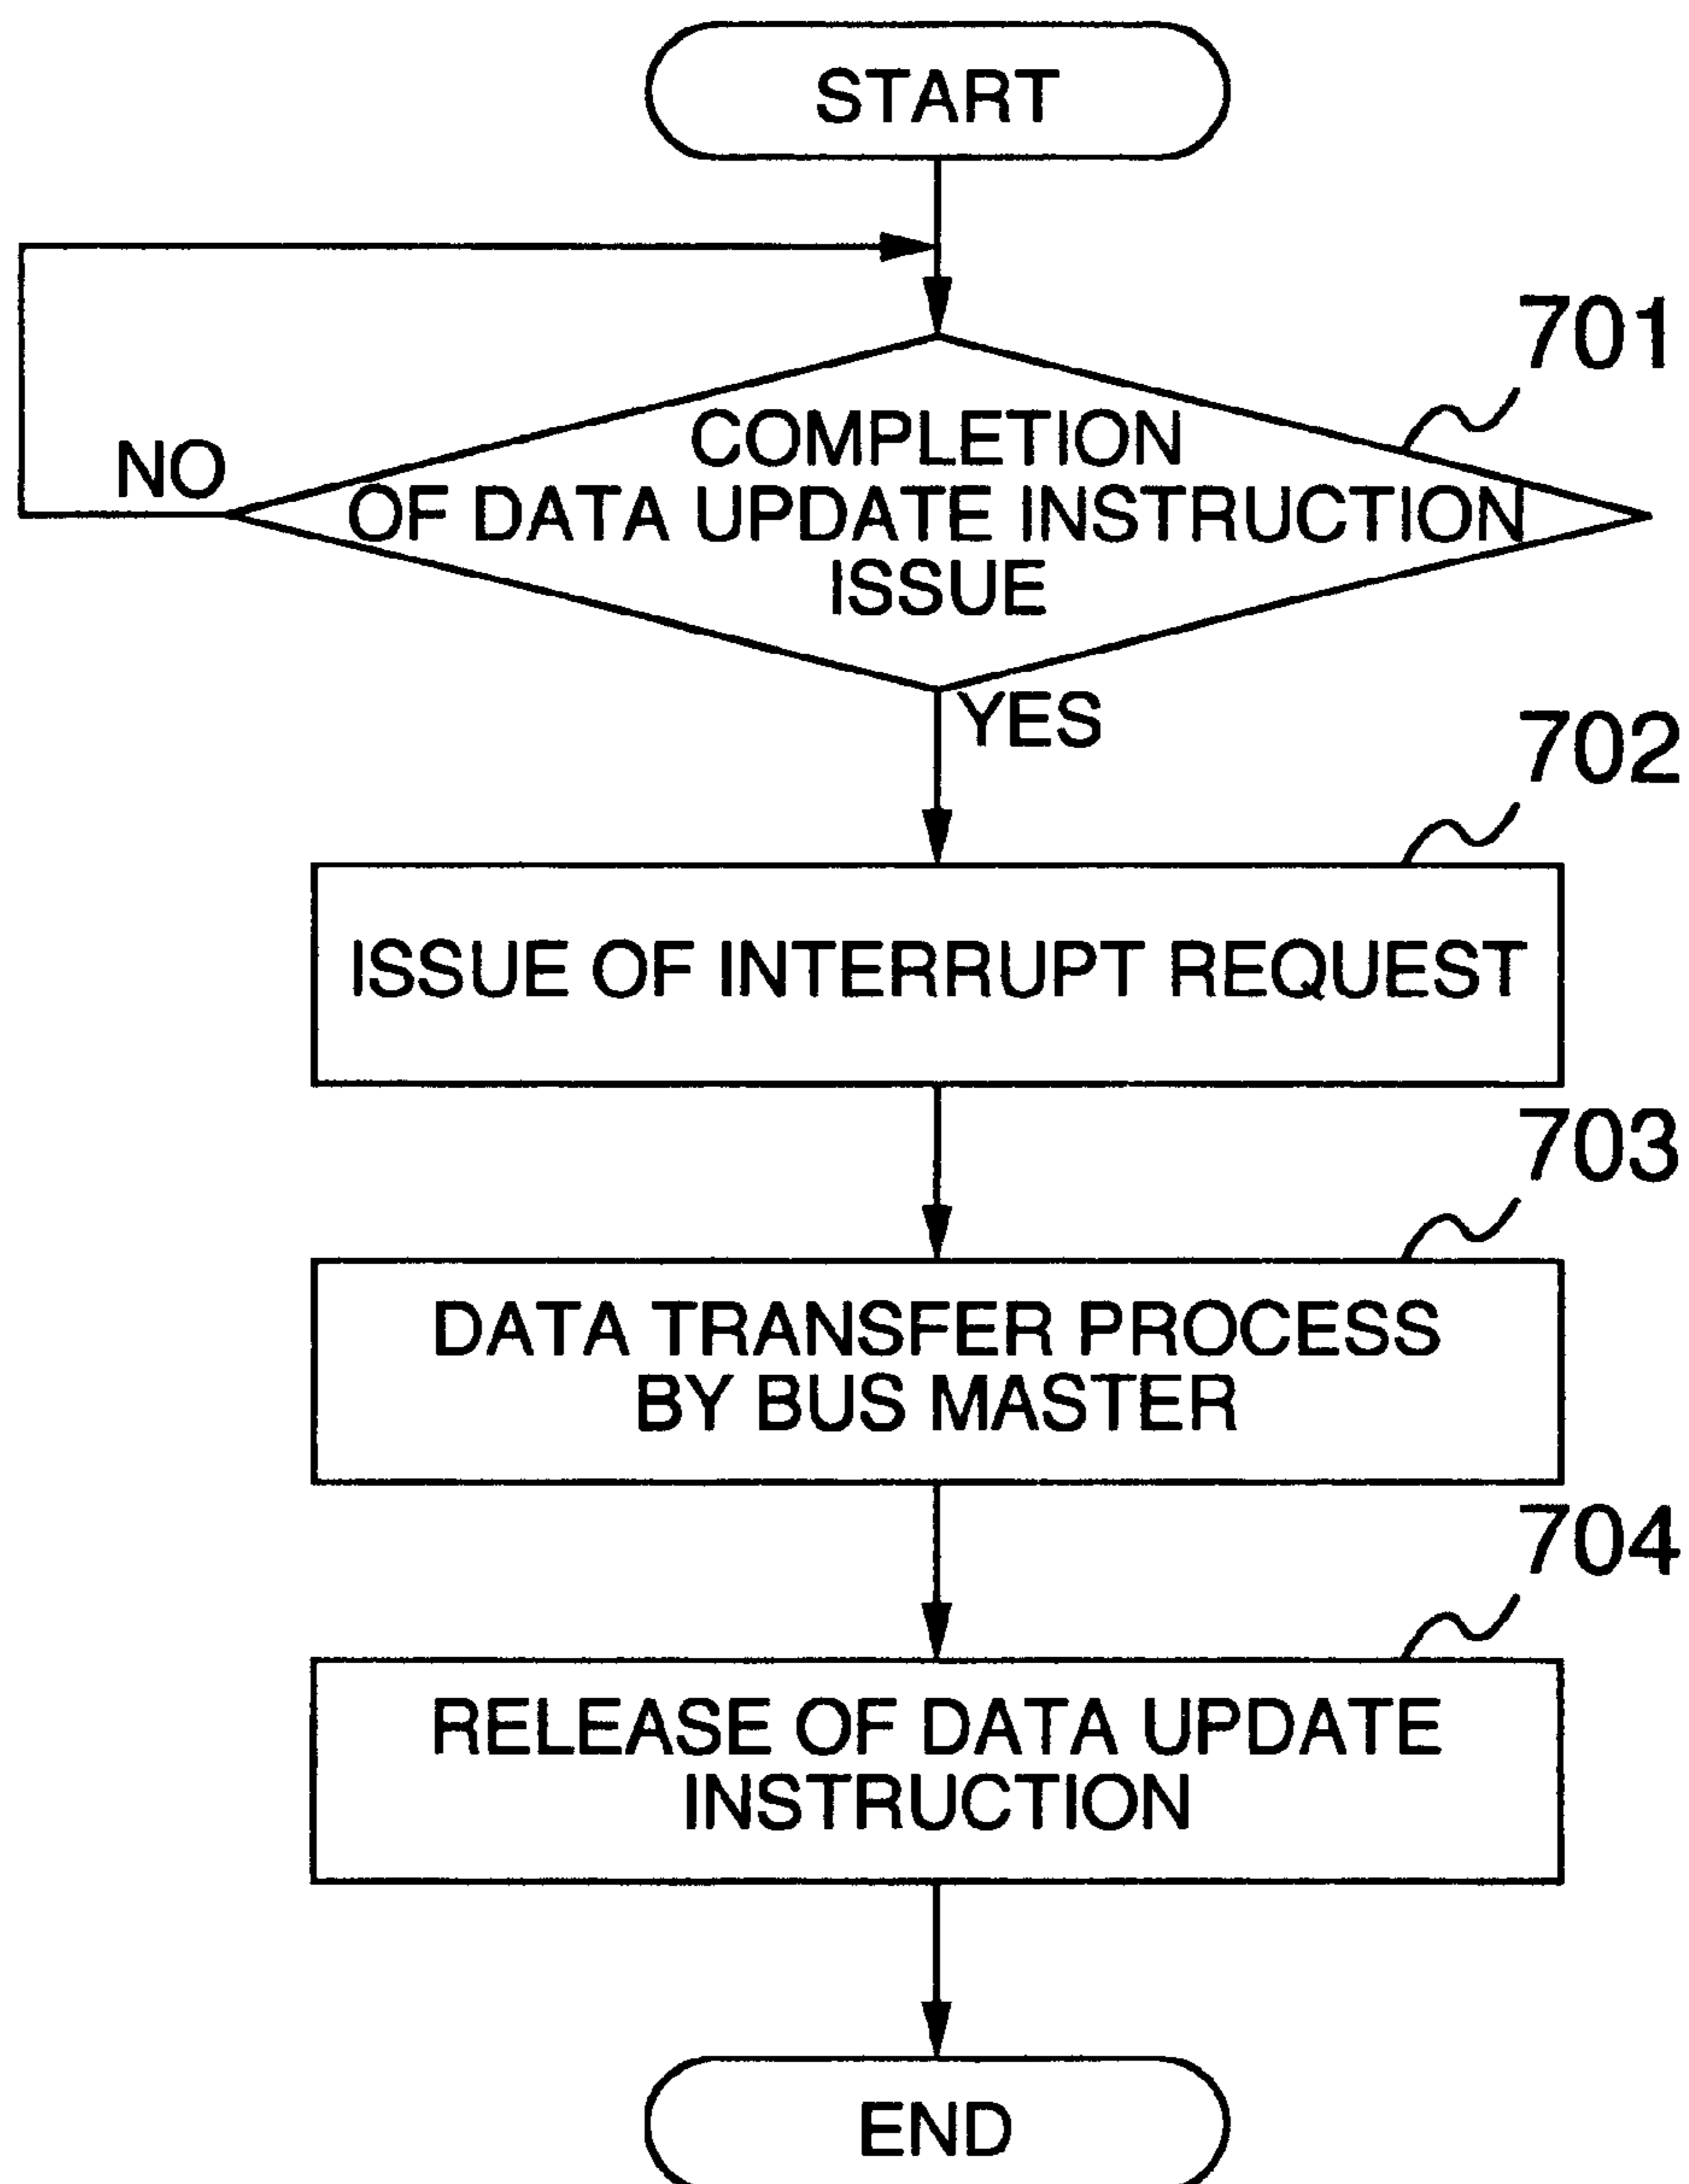 START
701
COMPLETION
NO
OF DATA UPDATE INSTRUCTION
ISSUE
YES
702
ISSUE OF INTERRUPT REQUEST
703
DATA TRANSFER PROCESS
BY BUS MASTER
704
RELEASE OF DATA UPDATE
INSTRUCTION
END